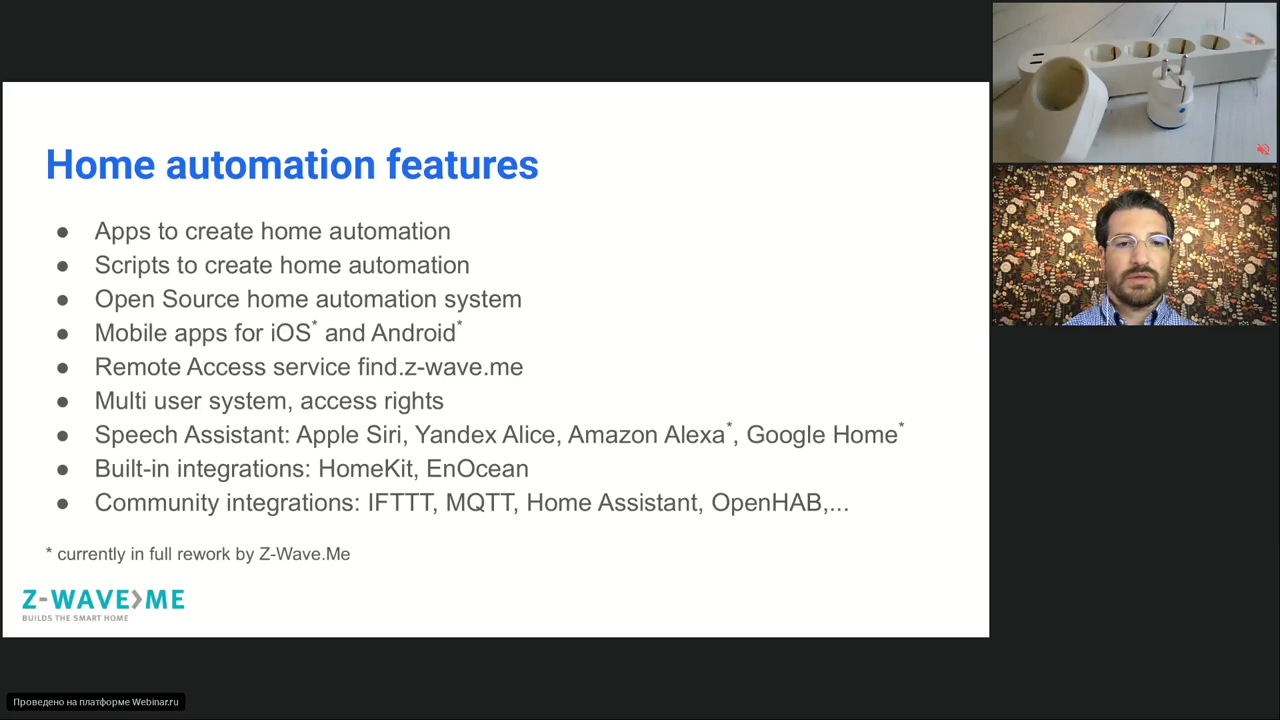 Home automation features
● Apps to create home automation
● Scripts to create home automation
● Open Source home automation system
● Mobile apps for iOS* and Android*
● Remote Access service find.z-wave.me
● Multi user system, access rights
● Speech Assistant: Apple Siri, Yandex Alice, Amazon Alexa*, Google Home*
● Built-in integrations: HomeKit, EnOcean
● Community integrations: IFTTT, MQTT, Home Assistant, OpenHAB,...
* currently in full rework by Z-Wave.Me
Z-WAVE>ME
BUILDS THE SMART HOME
Проведено на платформе Webinar.ru